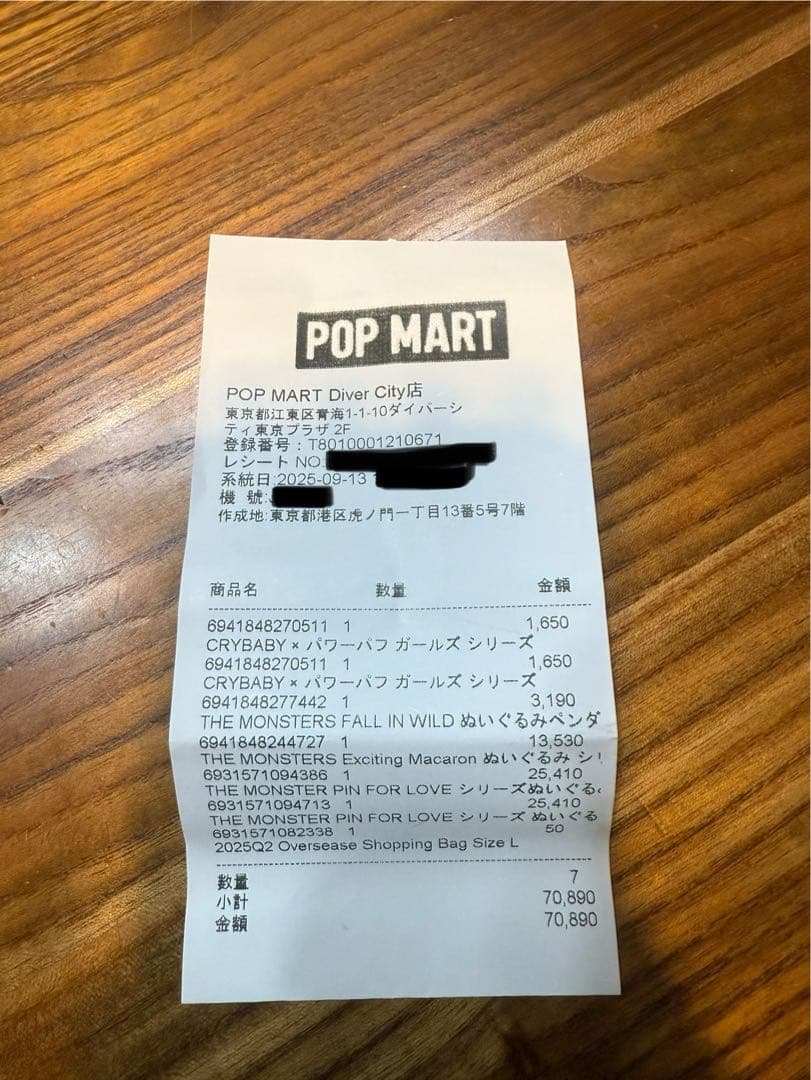 POP MART
POP MART Diver City店
東京都江東区青海1-1-10ダイバーシ
ティ東京プラザ 2F
登録番号：T8010001210671
レシート NO:
系統日:2025-09-13
機 號:
作成地:東京都港区虎ノ門一丁目13番5号7階
商品名 數量 金額
6941848270511 1 1,650
CRYBABY × パワーパフ ガールズ シリーズ
6941848270511 1 1,650
CRYBABY × パワーパフ ガールズ シリーズ
6941848277442 1 3,190
THE MONSTERS FALL IN WILD ぬいぐるみペンダ
6941848244727 1 13,530
THE MONSTERS Exciting Macaron ぬいぐるみ シリ
6931571094386 1 25,410
THE MONSTER PIN FOR LOVE シリーズぬいぐる
6931571094713 1 25,410
THE MONSTER PIN FOR LOVE シリーズ ぬいぐる
6931571082338 1 50
2025Q2 Oversease Shopping Bag Size L
數量 7
小計 70,890
金額 70,890